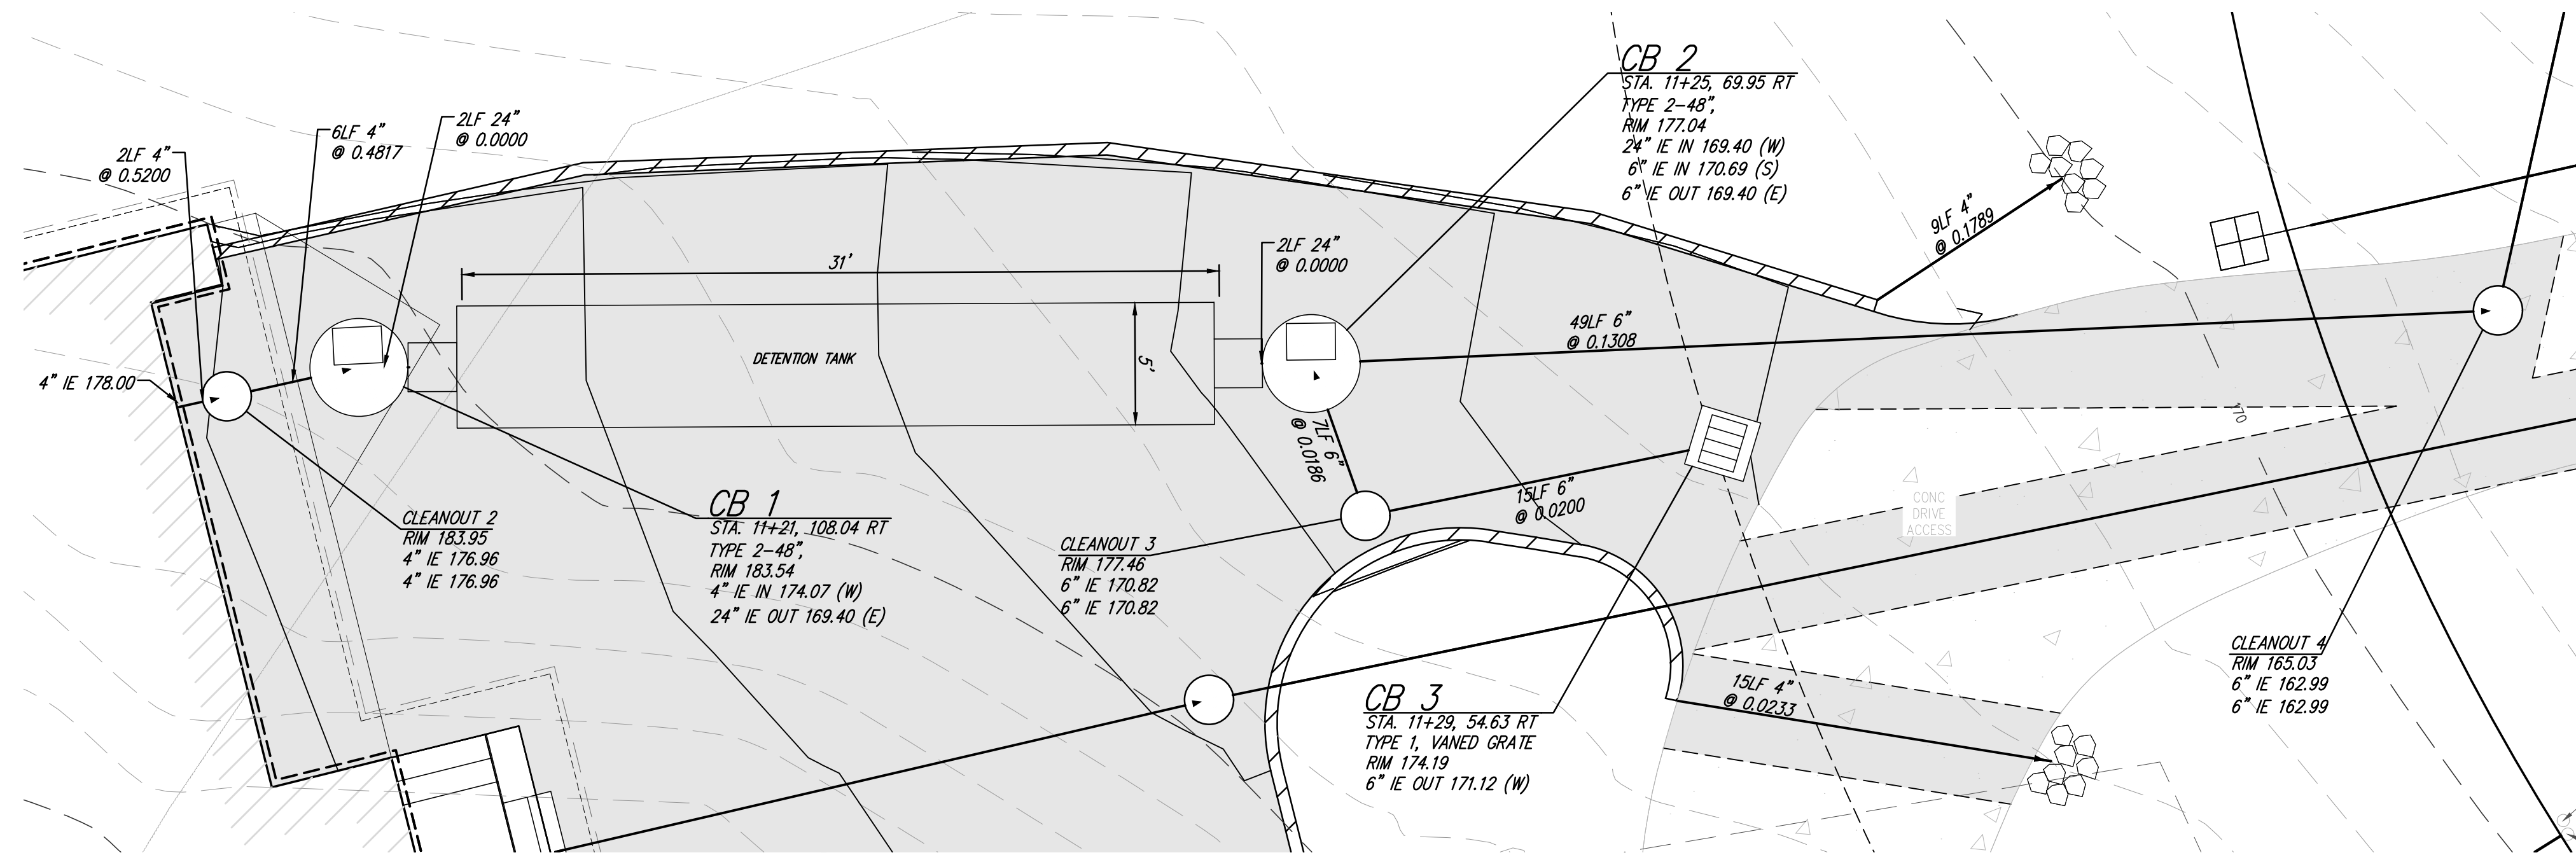 CB 2
STA. 11+25, 69.95 RT
TYPE 2-48",
RIM 177.04
24" IE IN 169.40 (W)
6" IE IN 170.69 (S)
6" IE OUT 169.40 (E)
2LF 4"
@ 0.5200
6LF 4"
@ 0.4817
2LF 24"
@ 0.0000
9LF 4"
@ 0.1789
31'
2LF 24"
@ 0.0000
49LF 6"
@ 0.1308
DETENTION TANK
5'
4" IE 178.00
7LF 6"
@ 0.0186
170
15LF 6"
@ 0.0200
CONC
DRIVE
ACCESS
CLEANOUT 2
RIM 183.95
4" IE 176.96
4" IE 176.96
CB 1
STA. 11+21, 108.04 RT
TYPE 2-48",
RIM 183.54
4" IE IN 174.07 (W)
24" IE OUT 169.40 (E)
CLEANOUT 3
RIM 177.46
6" IE 170.82
6" IE 170.82
CLEANOUT 4
RIM 165.03
6" IE 162.99
6" IE 162.99
CB 3
STA. 11+29, 54.63 RT
TYPE 1, VANED GRATE
RIM 174.19
6" IE OUT 171.12 (W)
15LF 4"
@ 0.0233